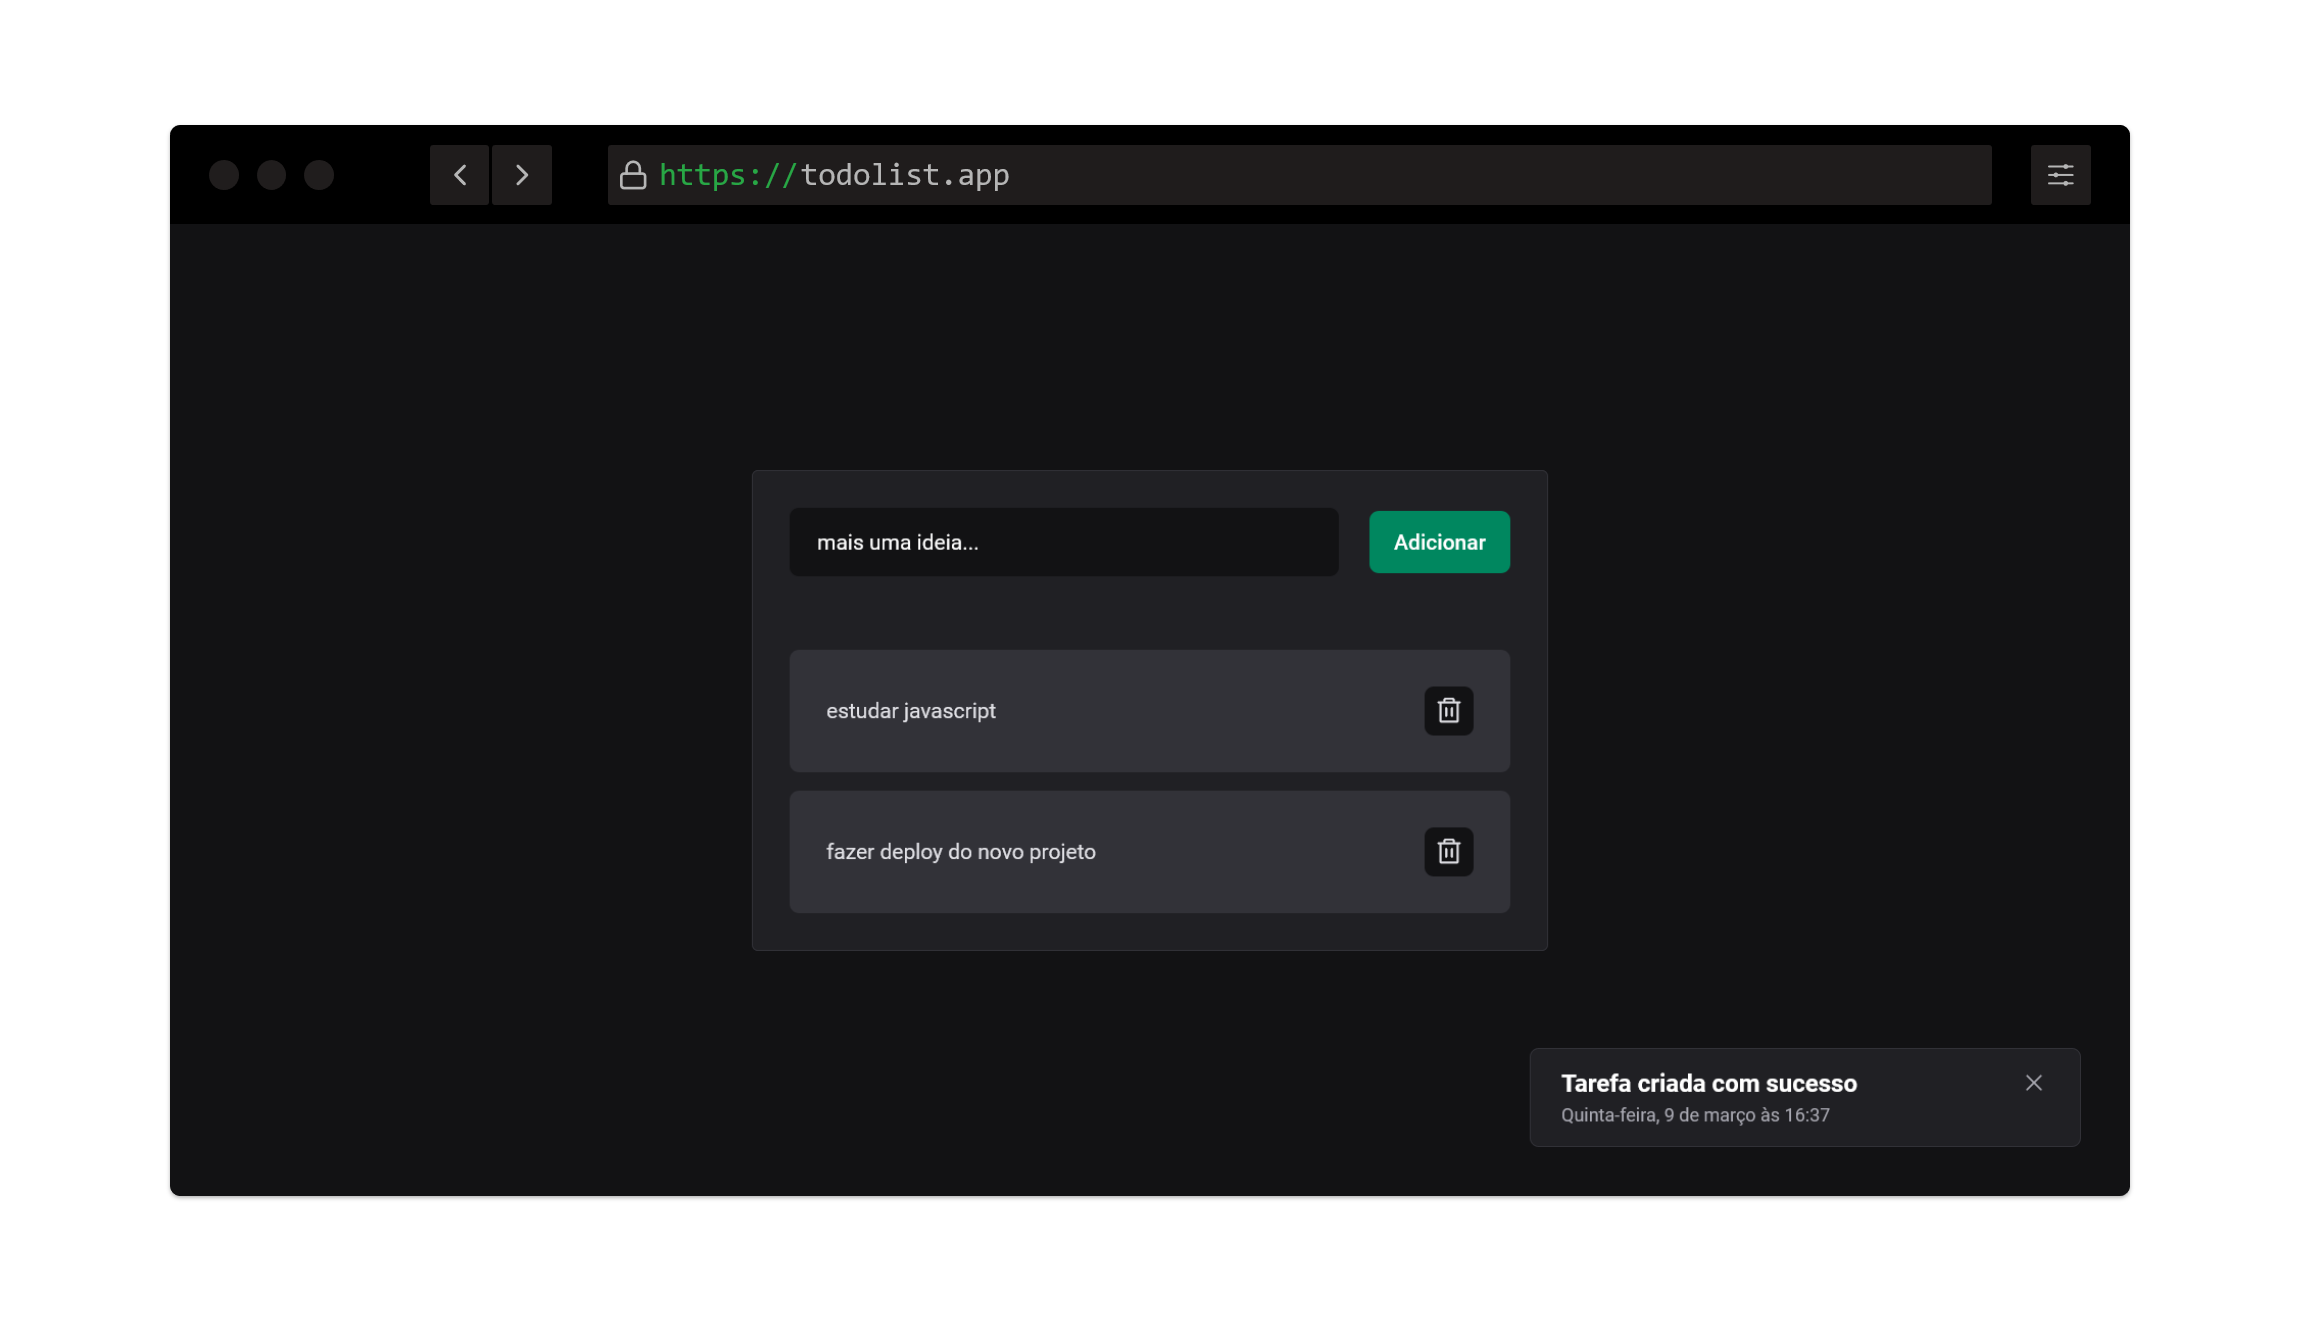 https://todolist.app
mais uma ideia...
Adicionar
estudar javascript
fazer deploy do novo projeto
Tarefa criada com sucesso
Quinta-feira, 9 de março às 16:37